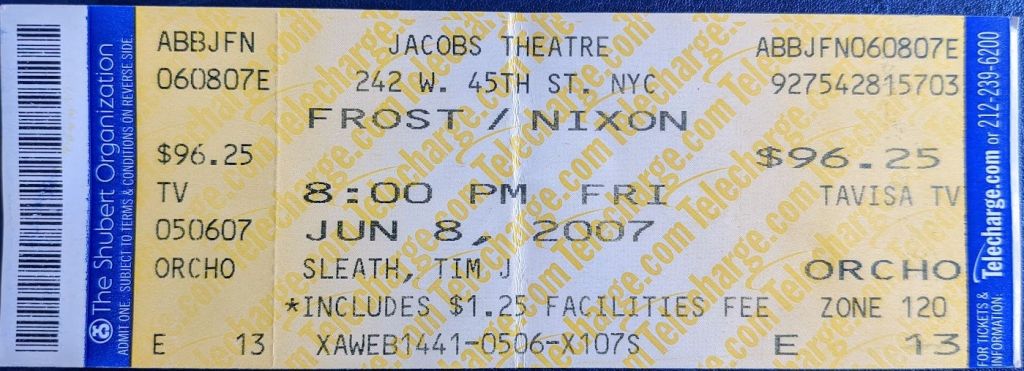 The Shubert Organization
ADMIT ONE. SUBJECT TO TERMS & CONDITIONS ON REVERSE SIDE.
ABBJFN
060807E
$96.25
TV
050607
ORCHO
E 13
JACOBS THEATRE
242 W. 45TH ST. NYC
FROST / NIXON
8:00 PM FRI
JUN 8, 2007
SLEATH, TIM J
*INCLUDES $1.25 FACILITIES FEE
XAWEB1441-0506-X107S
ABBJFN060807E
927542815703
$96.25
TAVISA TV
ORCHO
ZONE 120
E 13
FOR TICKETS &
INFORMATION:
Telecharge.com or 212-239-6200